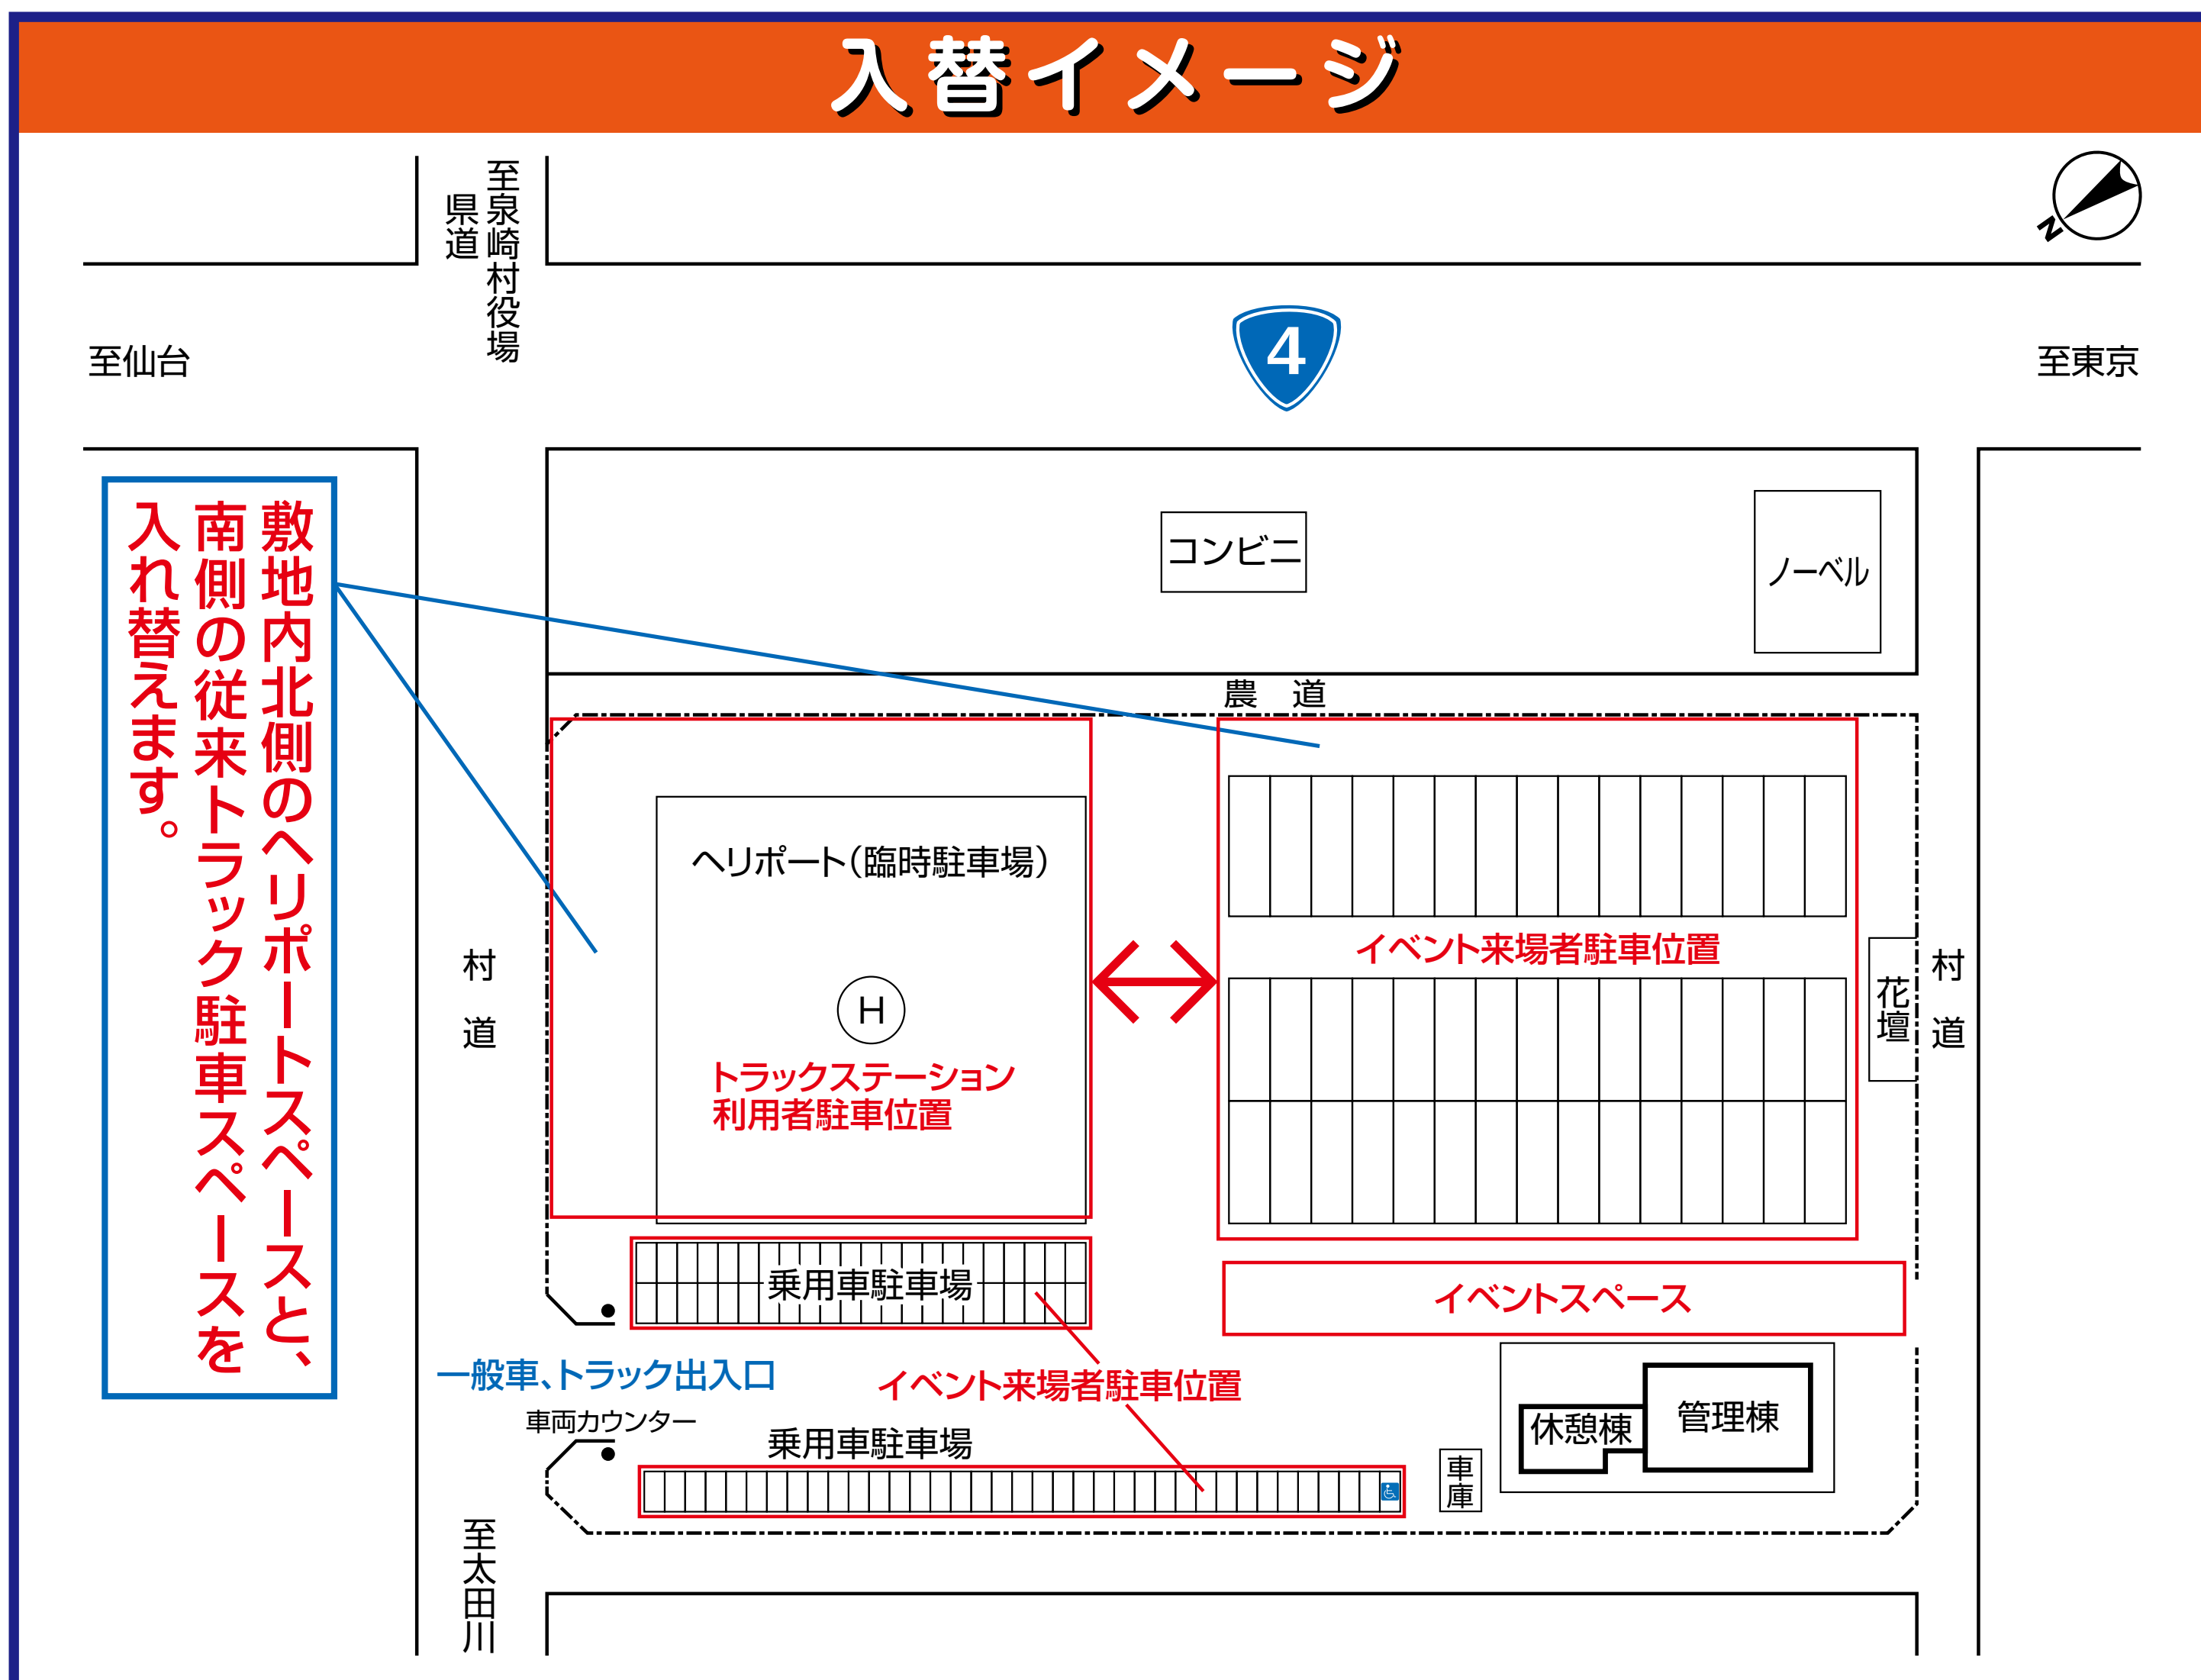 入替イメージ
至泉崎村役場
県道
N
至仙台
4
至東京
敷地内北側のヘリポートスペースと、
南側の従来トラック駐車スペースを
入れ替えます。
コンビニ
ノーベル
農　道
ヘリポート（臨時駐車場）
H
トラックステーション
利用者駐車位置
イベント来場者駐車位置
花壇
村　道
村　道
乗用車駐車場
イベントスペース
一般車、トラック出入口
イベント来場者駐車位置
車両カウンター
乗用車駐車場
車庫
休憩棟
管理棟
至太田川